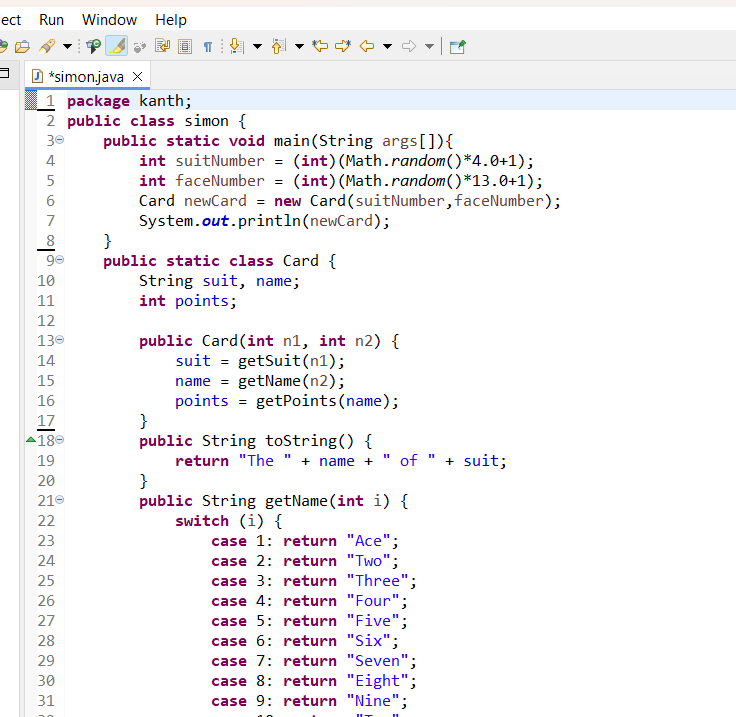 ect Run Window Help
*simon.java
1 package kanth;
2 public class simon {
3 public static void main(String args[]){
4 int suitNumber = (int)(Math.random()*4.0+1);
5 int faceNumber = (int)(Math.random()*13.0+1);
6 Card newCard = new Card(suitNumber,faceNumber);
7 System.out.println(newCard);
8 }
9 public static class Card {
10 String suit, name;
11 int points;
12
13 public Card(int n1, int n2) {
14 suit = getSuit(n1);
15 name = getName(n2);
16 points = getPoints(name);
17 }
18 public String toString() {
19 return "The " + name + " of " + suit;
20 }
21 public String getName(int i) {
22 switch (i) {
23 case 1: return "Ace";
24 case 2: return "Two";
25 case 3: return "Three";
26 case 4: return "Four";
27 case 5: return "Five";
28 case 6: return "Six";
29 case 7: return "Seven";
30 case 8: return "Eight";
31 case 9: return "Nine";